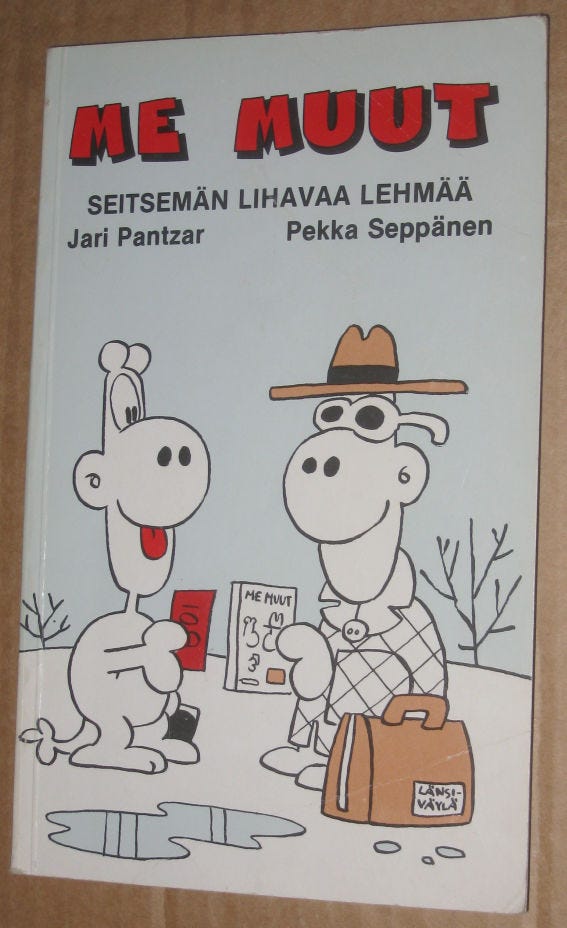 ME MUUT
SEITSEMÄN LIHAVAA LEHMÄÄ
Jari Pantzar
Pekka Seppänen
ME MUUT
LÄNSI-
VÄYLÄ